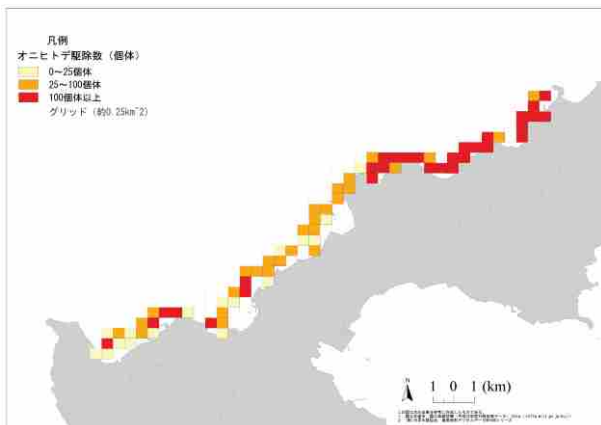 凡例
オニヒトデ駆除数（個体）
0～25個体
25～100個体
100個体以上
グリッド（約0.25km^2）
N
1 0 1 (km)